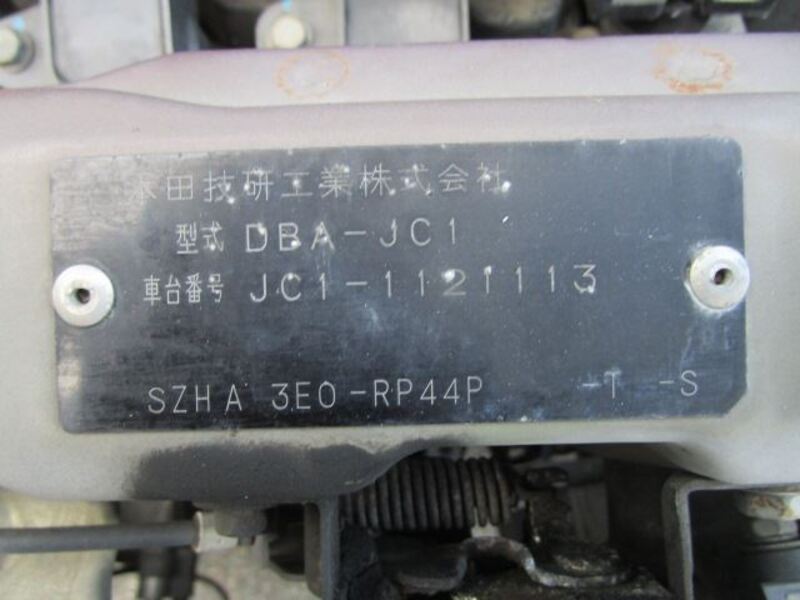 本田技研工業株式会社
型式 DBA-JC1
車台番号 JC1-1121113
SZHA 3E0-RP44P -T -S